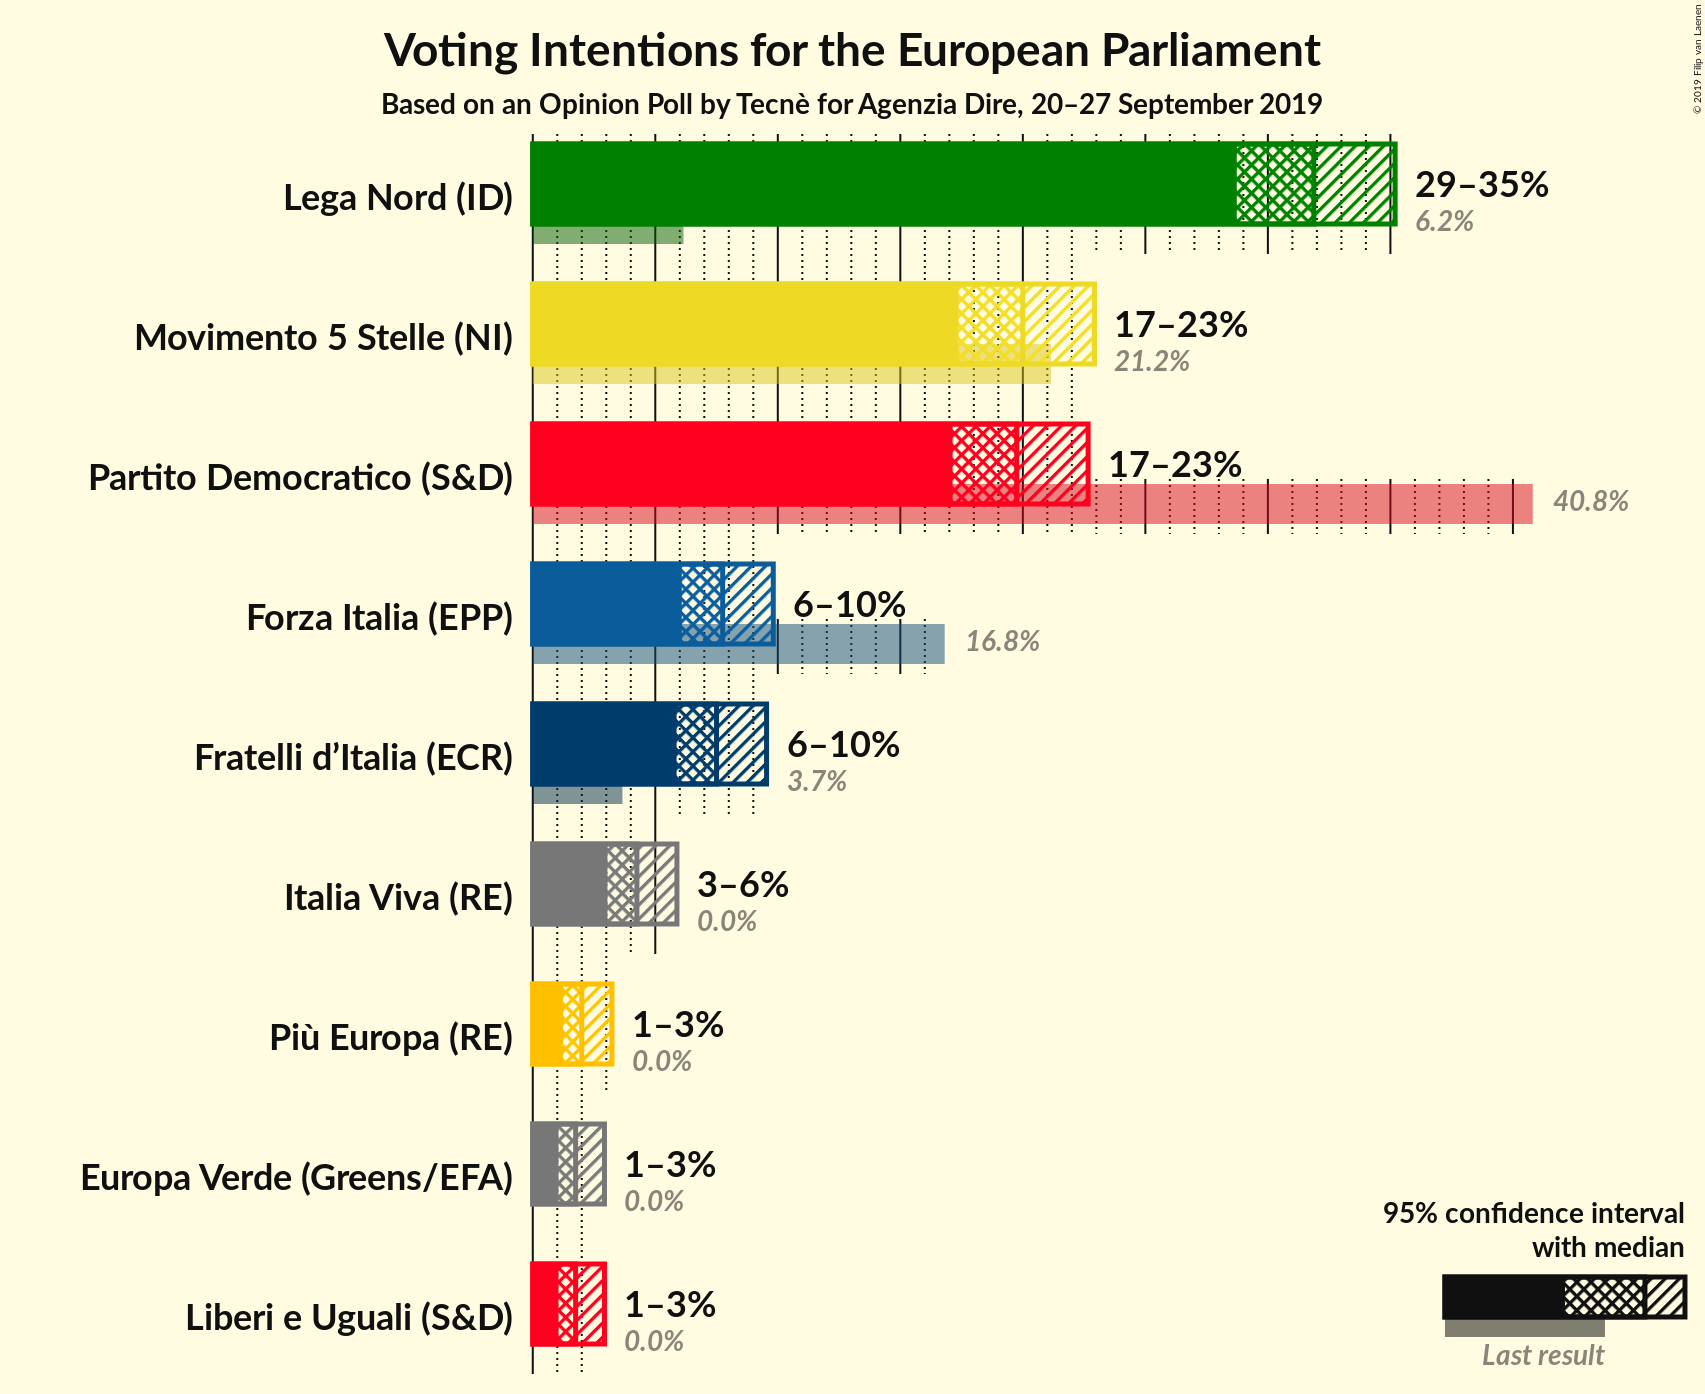 Voting Intentions for the European Parliament
Based on an Opinion Poll by Tecnè for Agenzia Dire, 20–27 September 2019
© 2019 Filip van Laenen
Lega Nord (ID)
29–35%
6.2%
Movimento 5 Stelle (NI)
17–23%
21.2%
Partito Democratico (S&D)
17–23%
40.8%
Forza Italia (EPP)
6–10%
16.8%
Fratelli d’Italia (ECR)
6–10%
3.7%
Italia Viva (RE)
3–6%
0.0%
Più Europa (RE)
1–3%
0.0%
Europa Verde (Greens/EFA)
1–3%
0.0%
Liberi e Uguali (S&D)
1–3%
0.0%
95% confidence interval
with median
Last result